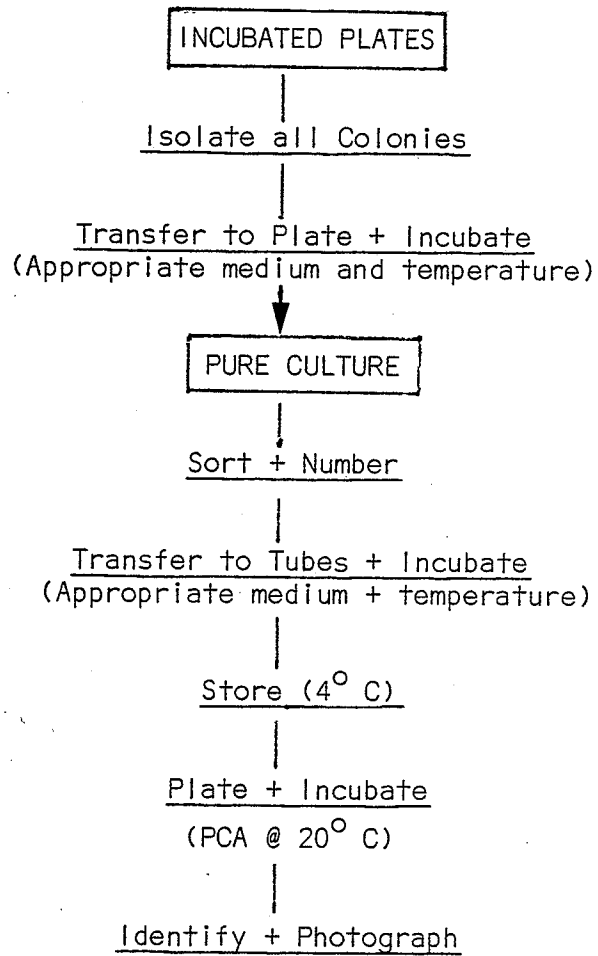 INCUBATED PLATES
Isolate all Colonies
Transfer to Plate + Incubate
(Appropriate medium and temperature)
PURE CULTURE
Sort + Number
Transfer to Tubes + Incubate
(Appropriate medium + temperature)
Store (4° C)
Plate + Incubate
(PCA @ 20° C)
Identify + Photograph